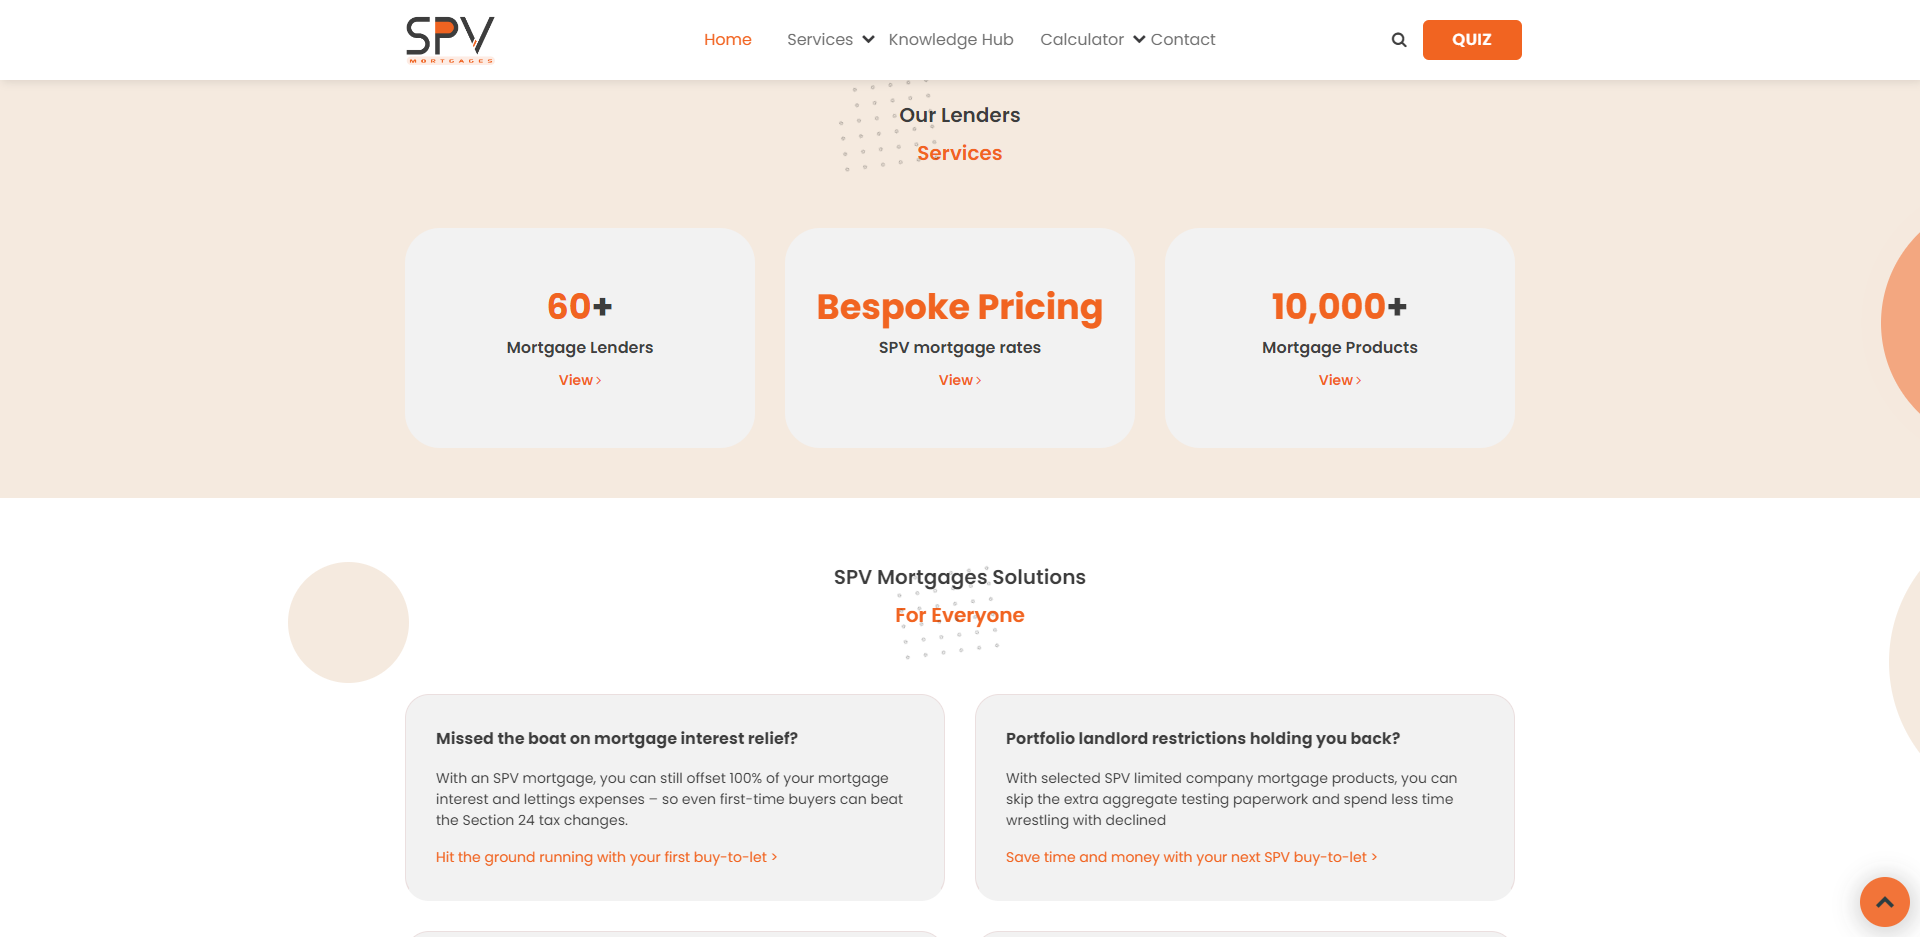 SPV
MORTGAGES
Home Services Knowledge Hub Calculator Contact
QUIZ
Our Lenders
Services
60+
Mortgage Lenders
View >
Bespoke Pricing
SPV mortgage rates
View >
10,000+
Mortgage Products
View >
SPV Mortgages Solutions
For Everyone
Missed the boat on mortgage interest relief?
With an SPV mortgage, you can still offset 100% of your mortgage
interest and lettings expenses – so even first-time buyers can beat
the Section 24 tax changes.
Hit the ground running with your first buy-to-let >
Portfolio landlord restrictions holding you back?
With selected SPV limited company mortgage products, you can
skip the extra aggregate testing paperwork and spend less time
wrestling with declined
Save time and money with your next SPV buy-to-let >